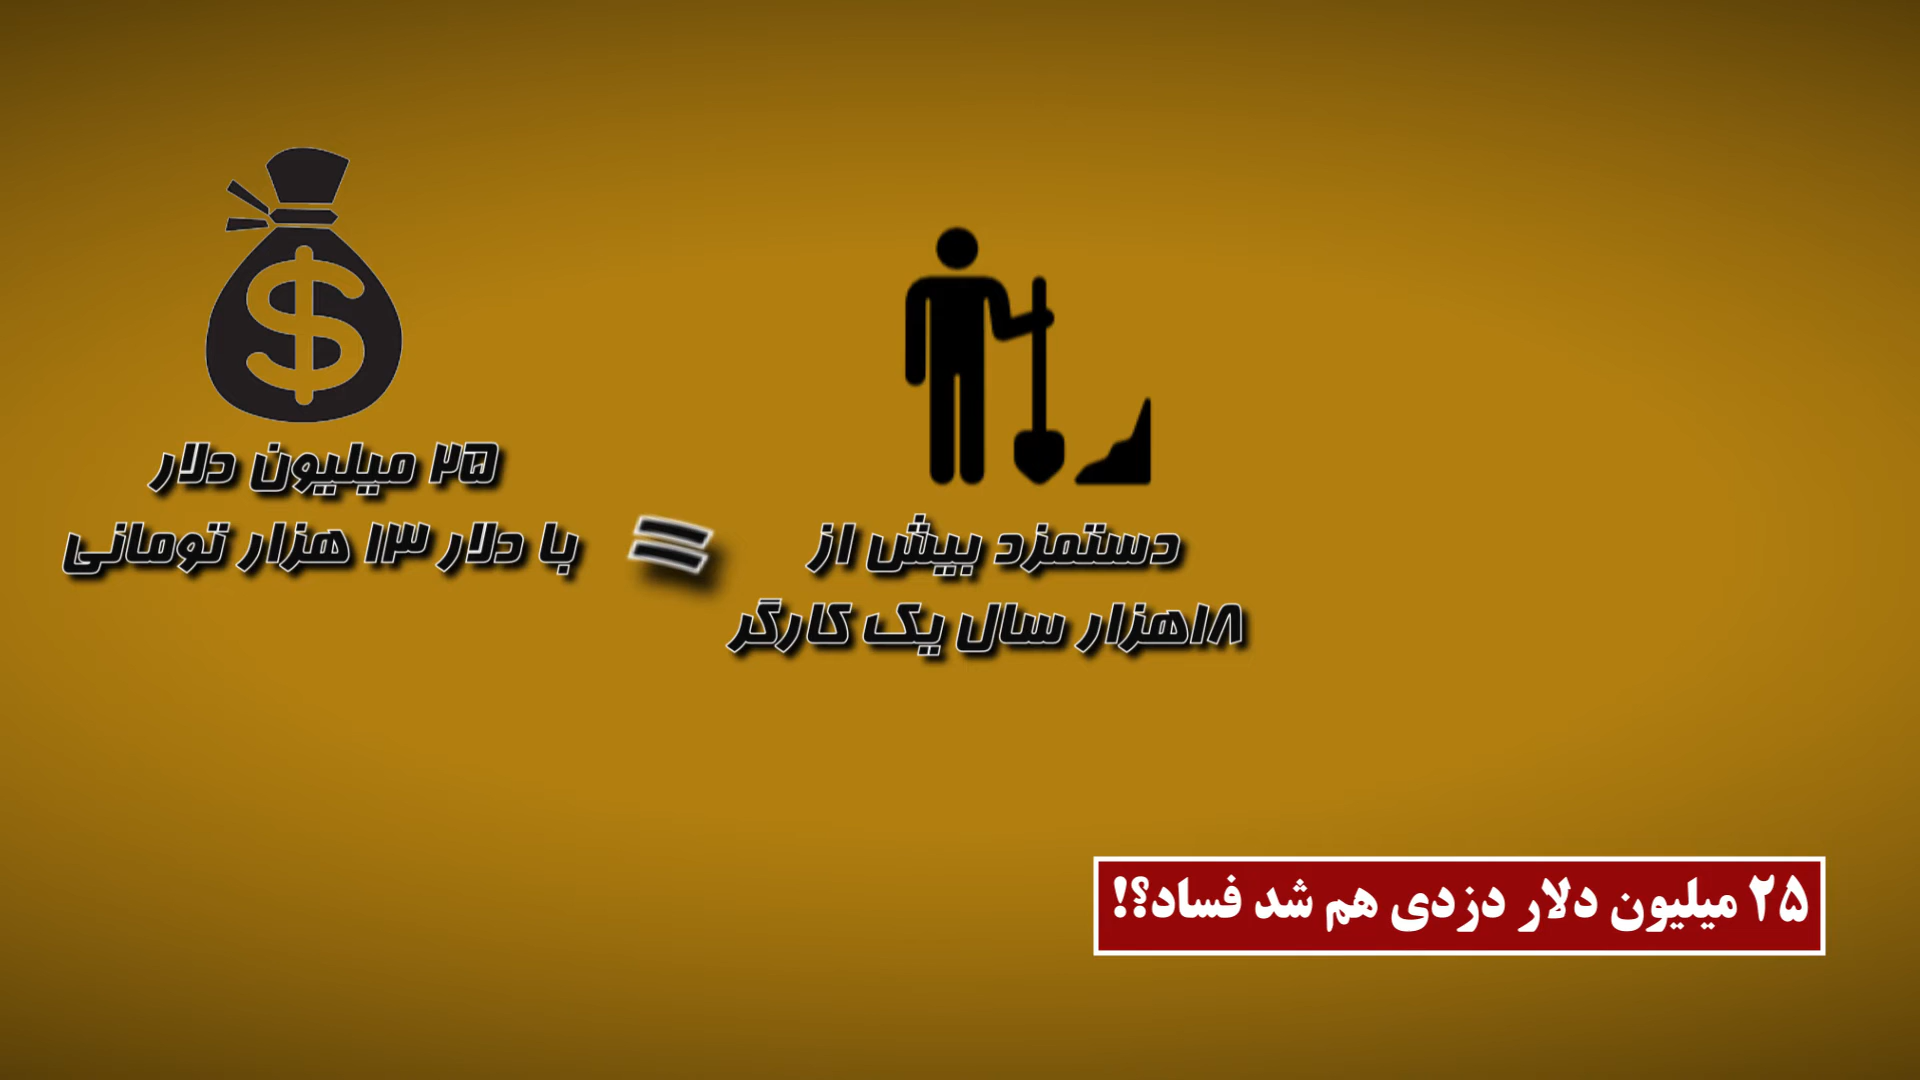 ۲۵ میلیون دلار
با دلار ۱۳ هزار تومانی
=
دستمزد بیش از
۱۸هزار سال یک کارگر
۲۵ میلیون دلار دزدی هم شد فساد؟!